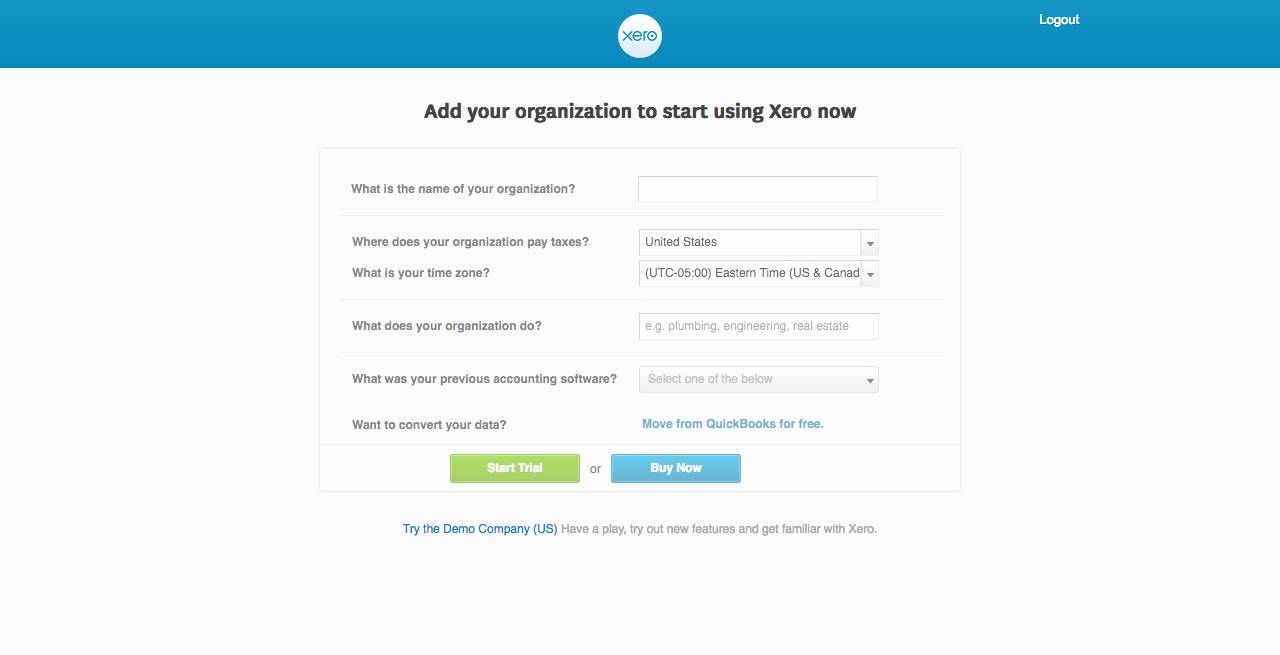 xero
Logout
Add your organization to start using Xero now
What is the name of your organization?
Where does your organization pay taxes? United States
What is your time zone? (UTC-05:00) Eastern Time (US & Canad
What does your organization do? e.g. plumbing, engineering, real estate
What was your previous accounting software? Select one of the below
Want to convert your data? Move from QuickBooks for free.
Start Trial or Buy Now
Try the Demo Company (US) Have a play, try out new features and get familiar with Xero.